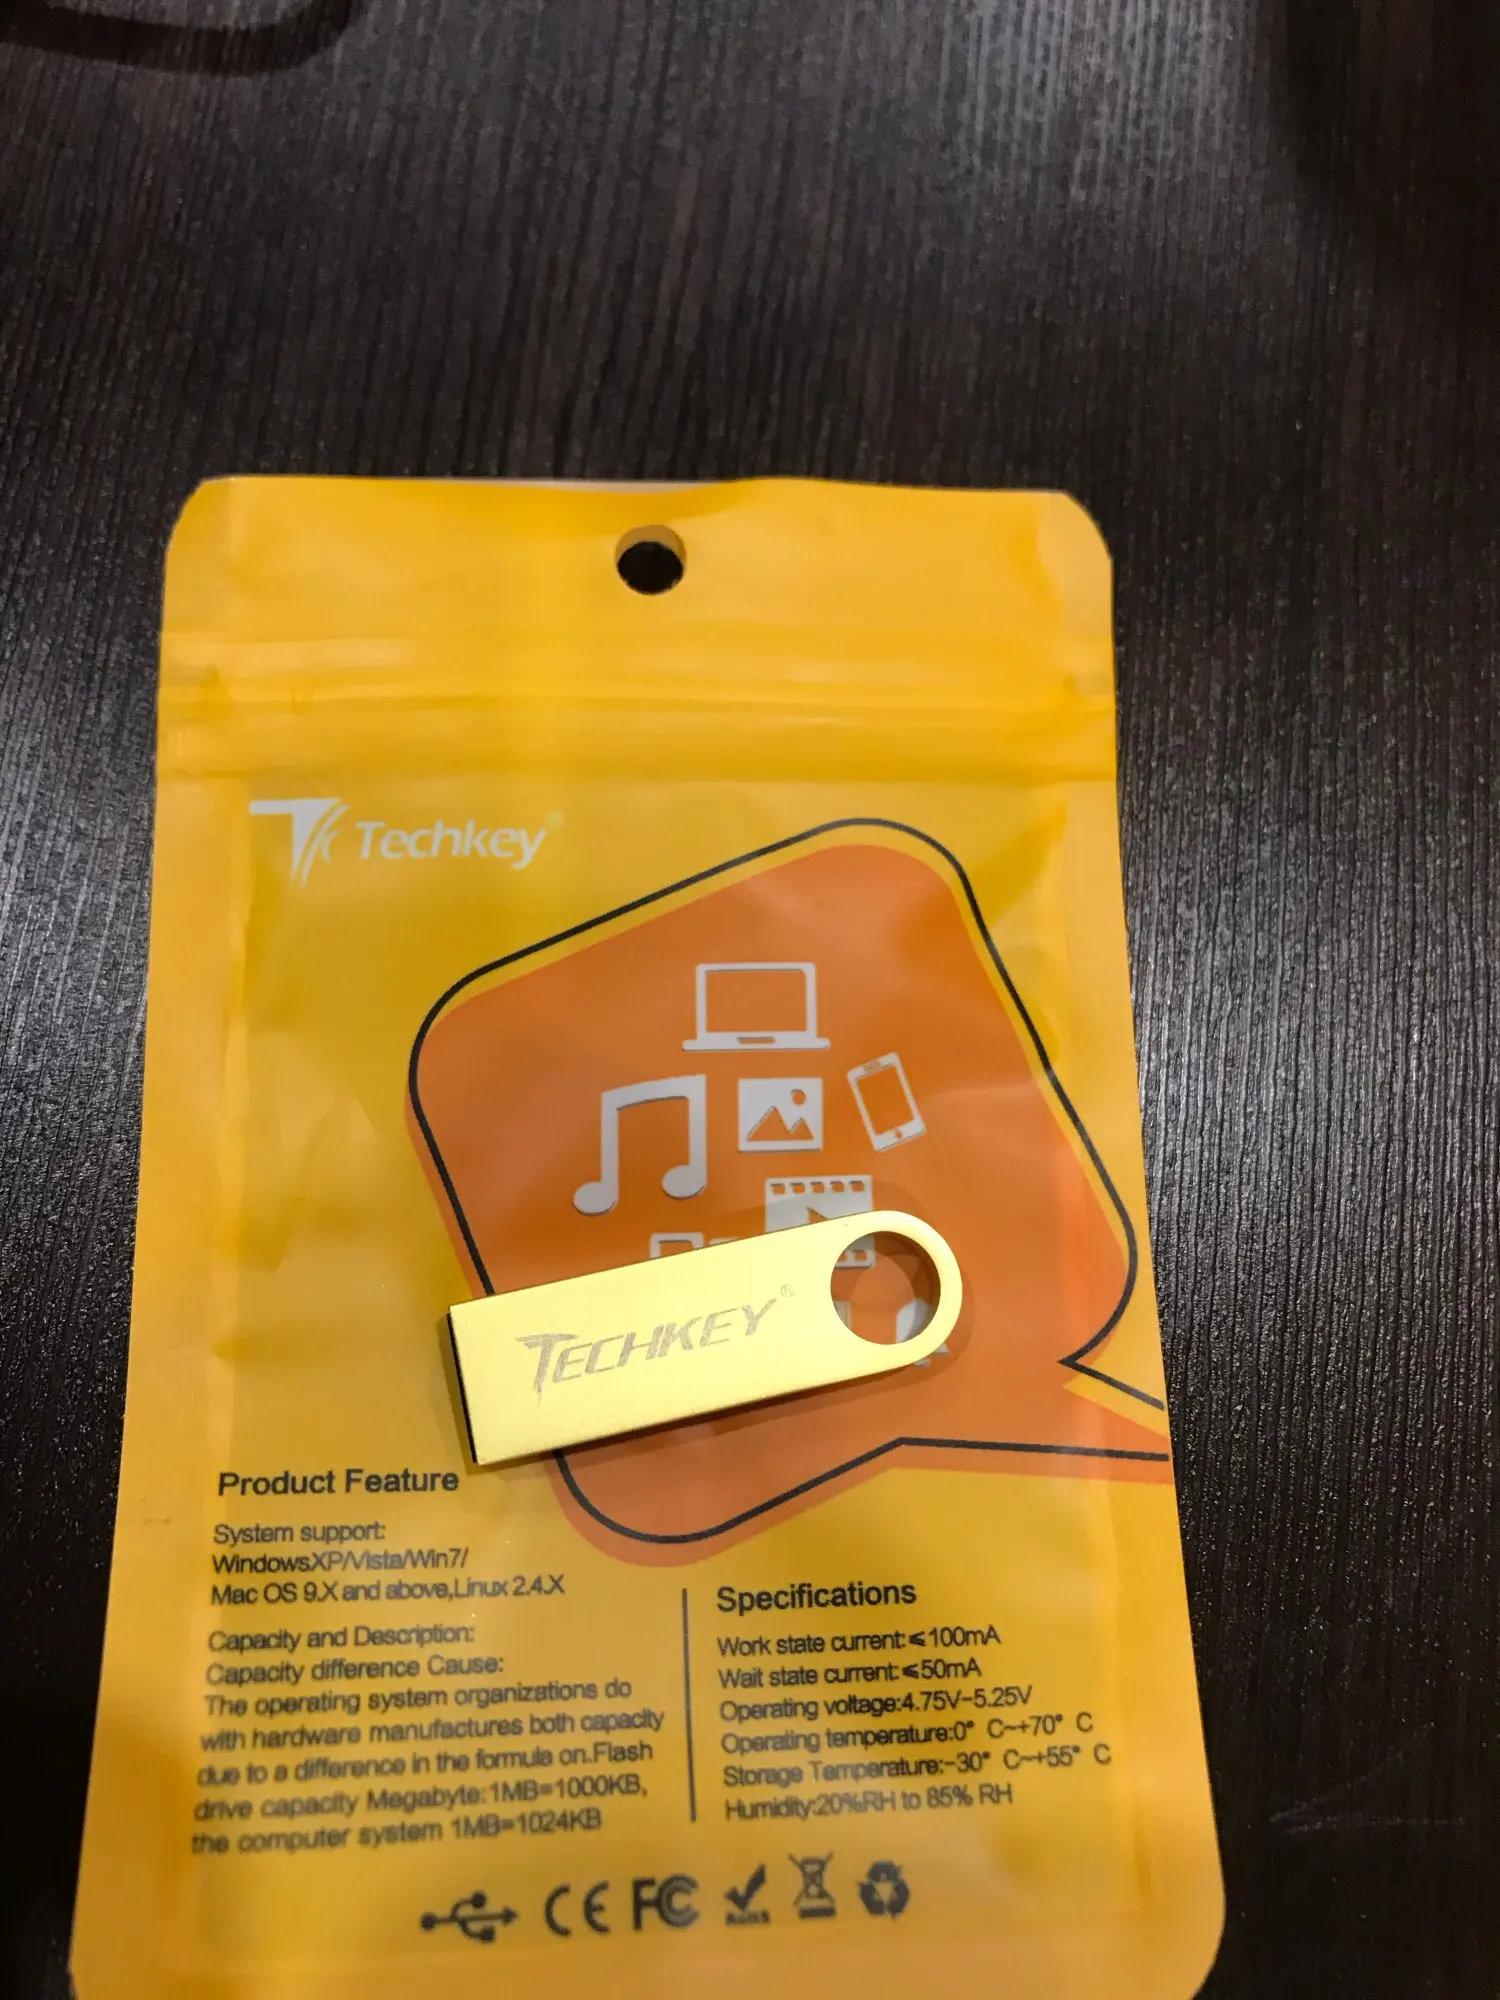 Techkey
TECHKEY®
Product Feature
System support:
WindowsXP/Vista/Win7/
Mac OS 9.X and above,Linux 2.4.X
Capacity and Description:
Capacity difference Cause:
The operating system organizations do
with hardware manufactures both capacity
due to a difference in the formula on.Flash
drive capacity Megabyte:1MB=1000KB,
the computer system 1MB=1024KB
Specifications
Work state current:⩽100mA
Wait state current:⩽50mA
Operating voltage:4.75V-5.25V
Operating temperature:0° C~+70° C
Storage Temperature:-30° C~+55° C
Humidity:20%RH to 85% RH
CE FC RoHS